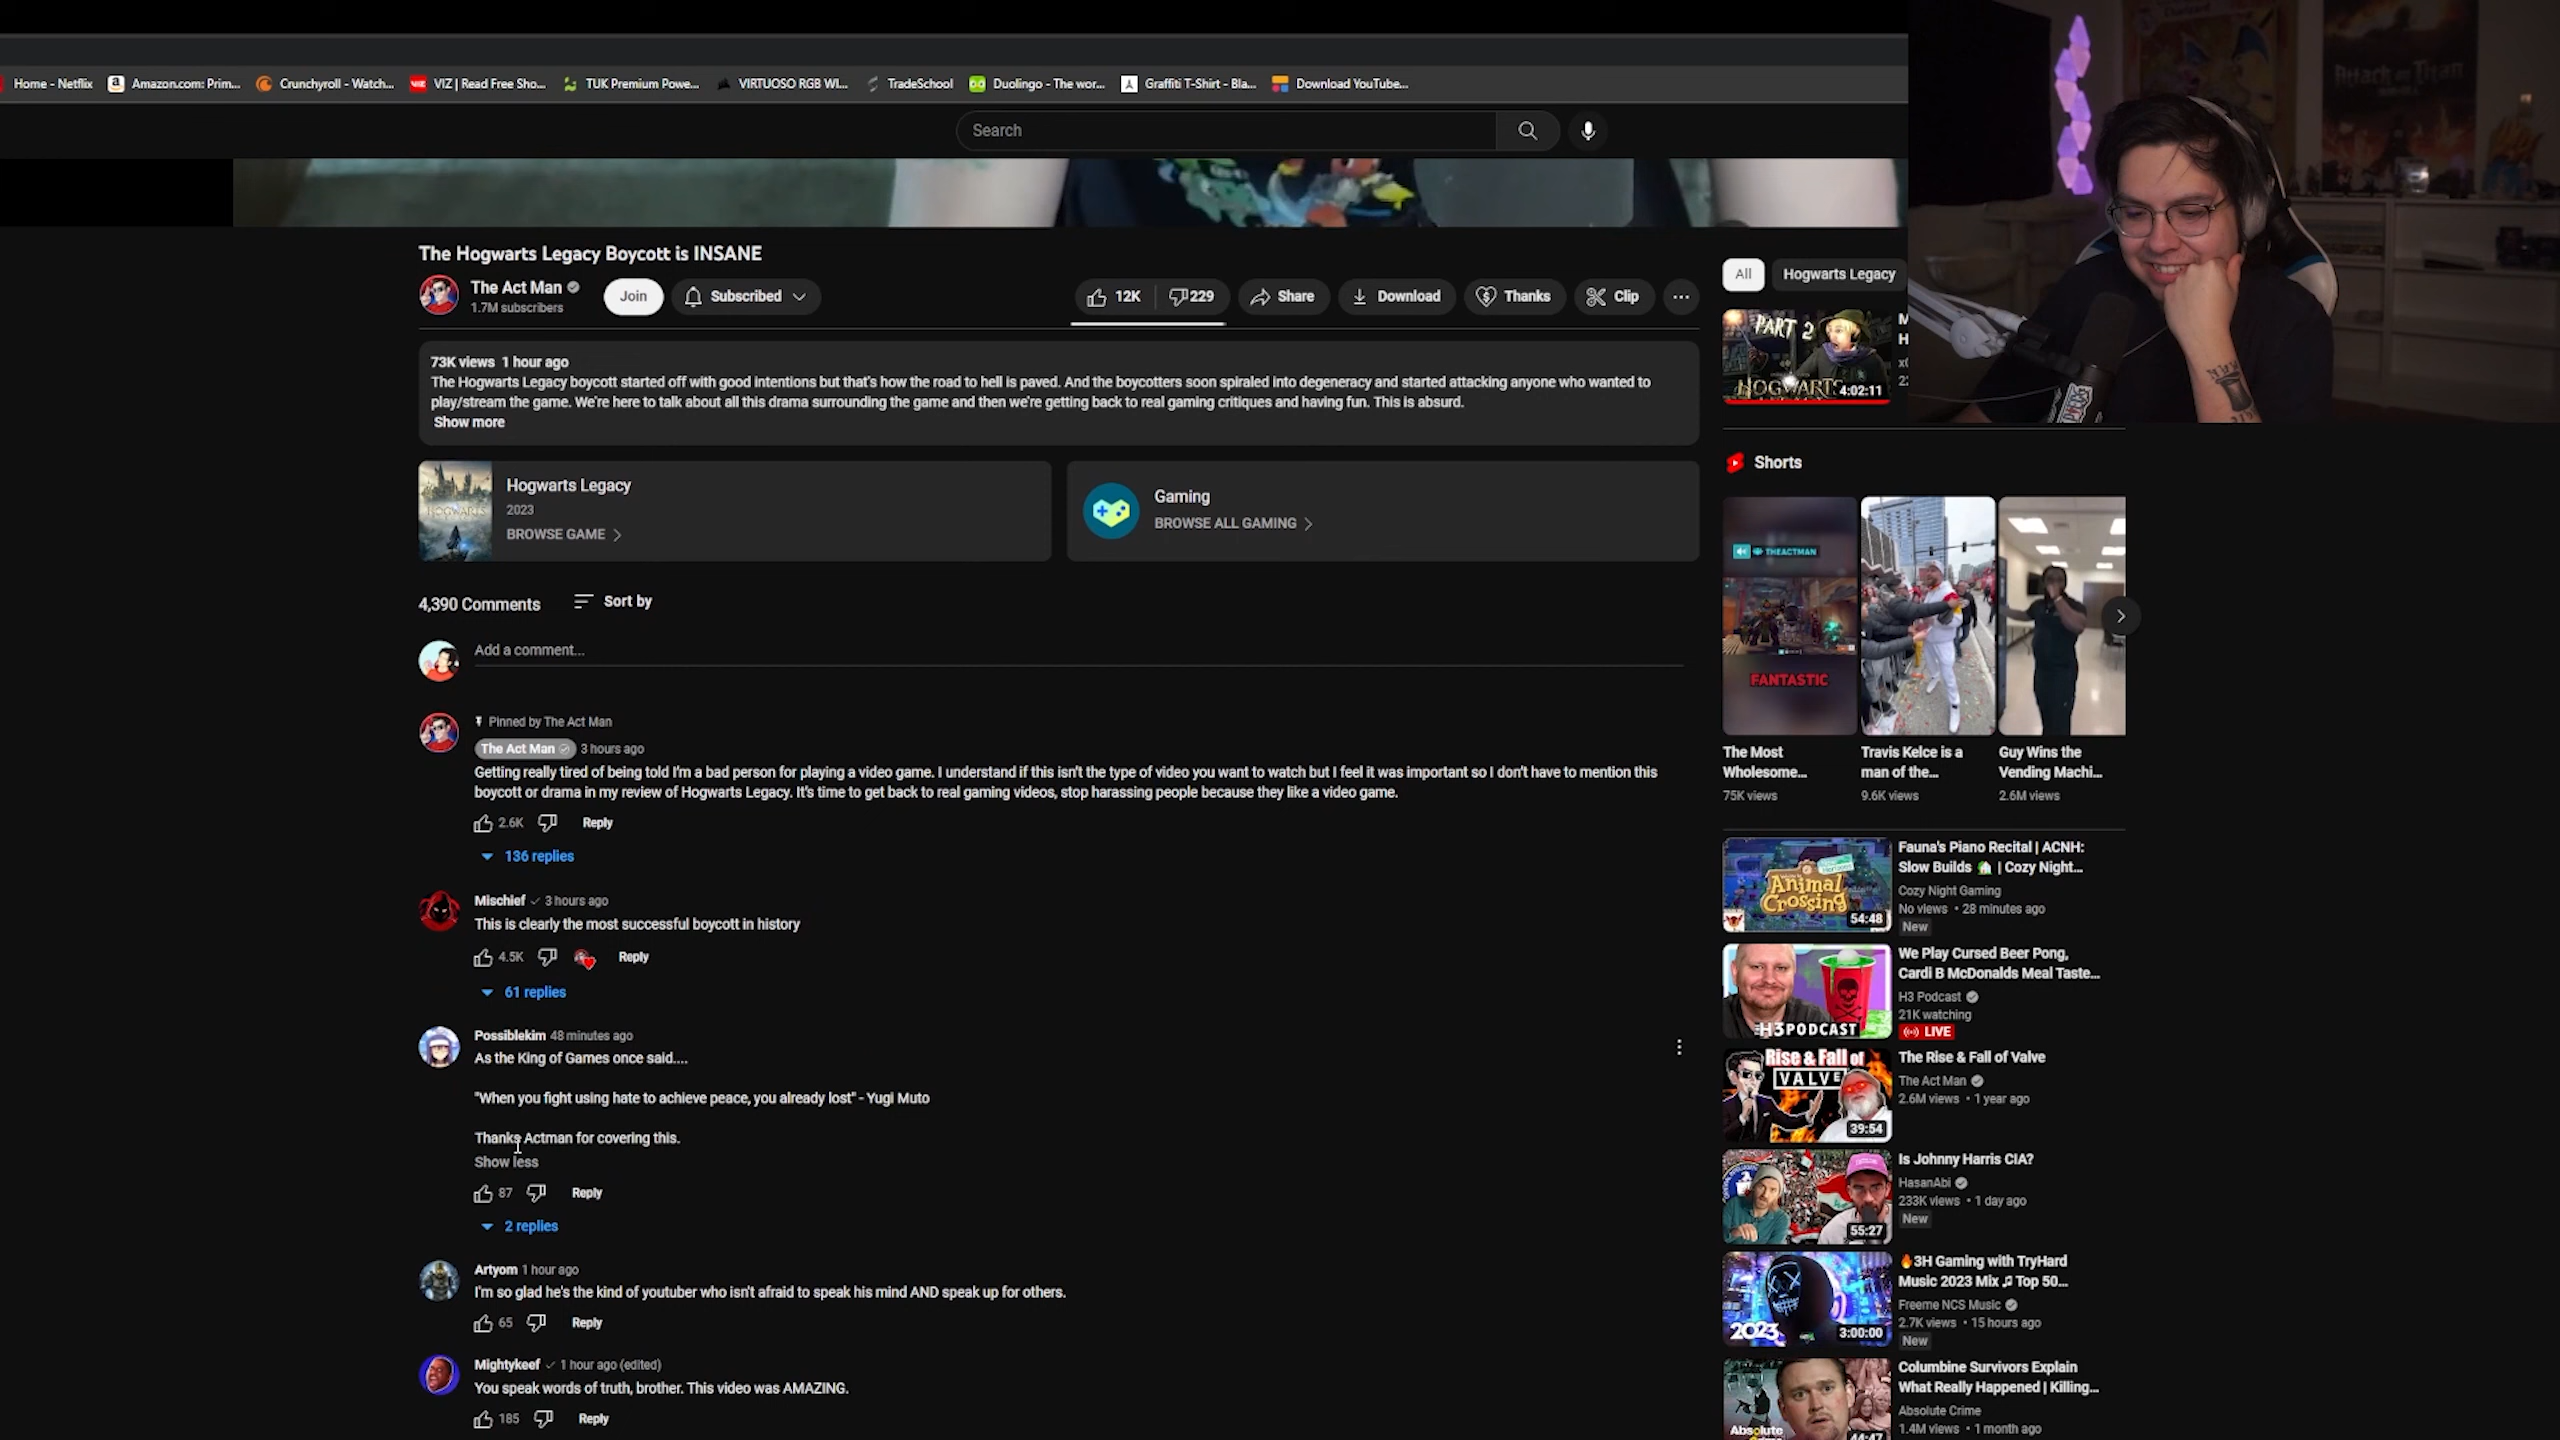 Home - Netflix
Amazon.com: Prim...
Crunchyroll - Watch...
VIZ | Read Free Sho...
TUK Premium Powe...
VIRTUOSO RGB WI...
TradeSchool
Duolingo - The wor...
Graffiti T-Shirt - Bla...
Download YouTube...
Search
Attack on Titan
The Hogwarts Legacy Boycott is INSANE
The Act Man
1.7M subscribers
Join
Subscribed
12K
229
Share
Download
Thanks
Clip
73K views 1 hour ago
The Hogwarts Legacy boycott started off with good intentions but that's how the road to hell is paved. And the boycotters soon spiraled into degeneracy and started attacking anyone who wanted to
play/stream the game. We're here to talk about all this drama surrounding the game and then we're getting back to real gaming critiques and having fun. This is absurd.
Show more
HOGWARTS
Hogwarts Legacy
2023
BROWSE GAME
Gaming
BROWSE ALL GAMING
4,390 Comments
Sort by
Add a comment...
Pinned by The Act Man
The Act Man 3 hours ago
Getting really tired of being told I'm a bad person for playing a video game. I understand if this isn't the type of video you want to watch but I feel it was important so I don't have to mention this
boycott or drama in my review of Hogwarts Legacy. It's time to get back to real gaming videos, stop harassing people because they like a video game.
2.6K
Reply
136 replies
Mischief 3 hours ago
This is clearly the most successful boycott in history
4.5K
Reply
61 replies
Possiblekim 48 minutes ago
As the King of Games once said....
"When you fight using hate to achieve peace, you already lost" - Yugi Muto
Thanks Actman for covering this.
Show less
87
Reply
2 replies
Artyom 1 hour ago
I'm so glad he's the kind of youtuber who isn't afraid to speak his mind AND speak up for others.
65
Reply
Mightykeef 1 hour ago (edited)
You speak words of truth, brother. This video was AMAZING.
185
Reply
All
Hogwarts Legacy
PART 2
HOGWARTS
4:02:11
M
H
Shorts
THEACTMAN
FANTASTIC
The Most
Wholesome...
75K views
Travis Kelce is a
man of the...
9.6K views
Guy Wins the
Vending Machi...
2.6M views
Animal
Crossing
54:48
Fauna's Piano Recital | ACNH:
Slow Builds 🏠 | Cozy Night...
Cozy Night Gaming
No views • 28 minutes ago
New
H3PODCAST
We Play Cursed Beer Pong,
Cardi B McDonalds Meal Taste...
H3 Podcast
21K watching
LIVE
Rise & Fall of
VALVE
39:54
The Rise & Fall of Valve
The Act Man
2.6M views • 1 year ago
55:27
Is Johnny Harris CIA?
HasanAbi
233K views • 1 day ago
New
2023
3:00:00
🔥3H Gaming with TryHard
Music 2023 Mix ♫ Top 50...
Freeme NCS Music
2.7K views • 15 hours ago
New
Absolute
44:47
Columbine Survivors Explain
What Really Happened | Killing...
Absolute Crime
1.4M views • 1 month ago